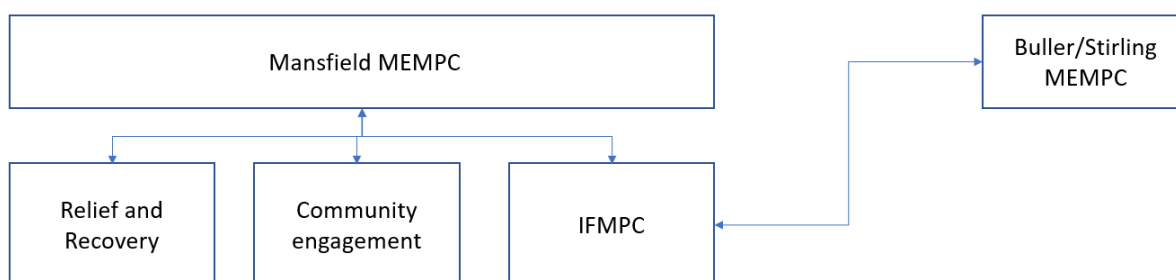 Mansfield MEMPC
Buller/Stirling
MEMPC
Relief and
Recovery
Community
engagement
IFMPC